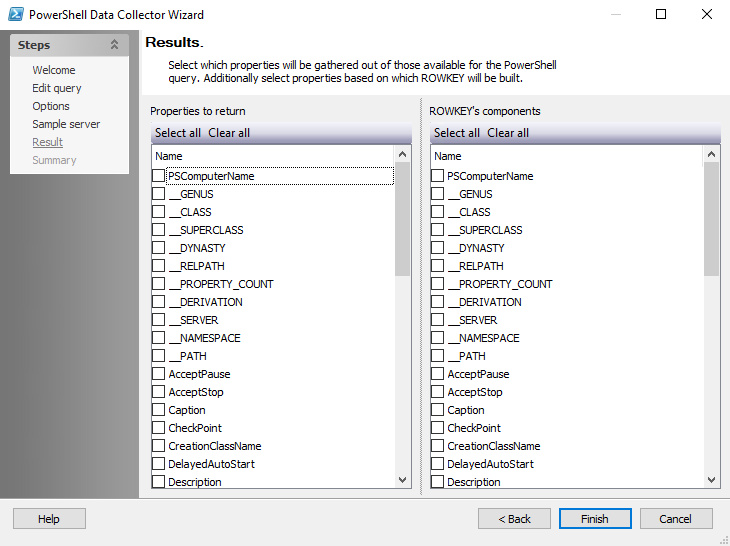 PowerShell Data Collector Wizard
Steps
Welcome
Edit query
Options
Sample server
Result
Summary
Results.
Select which properties will be gathered out of those available for the PowerShell
query. Additionally select properties based on which ROWKEY will be built.
Properties to return
Select all Clear all
Name
PSComputerName
__GENUS
__CLASS
__SUPERCLASS
__DYNASTY
__RELPATH
__PROPERTY_COUNT
__DERIVATION
__SERVER
__NAMESPACE
__PATH
AcceptPause
AcceptStop
Caption
CheckPoint
CreationClassName
DelayedAutoStart
Description
ROWKEY's components
Select all Clear all
Name
PSComputerName
__GENUS
__CLASS
__SUPERCLASS
__DYNASTY
__RELPATH
__PROPERTY_COUNT
__DERIVATION
__SERVER
__NAMESPACE
__PATH
AcceptPause
AcceptStop
Caption
CheckPoint
CreationClassName
DelayedAutoStart
Description
Help
< Back
Finish
Cancel